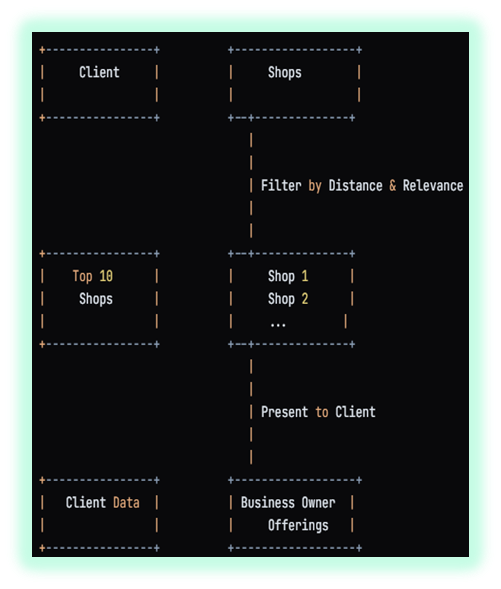 Client Shops
Filter by Distance & Relevance
Top 10 Shop 1
Shops Shop 2
...
Present to Client
Client Data Business Owner
Offerings